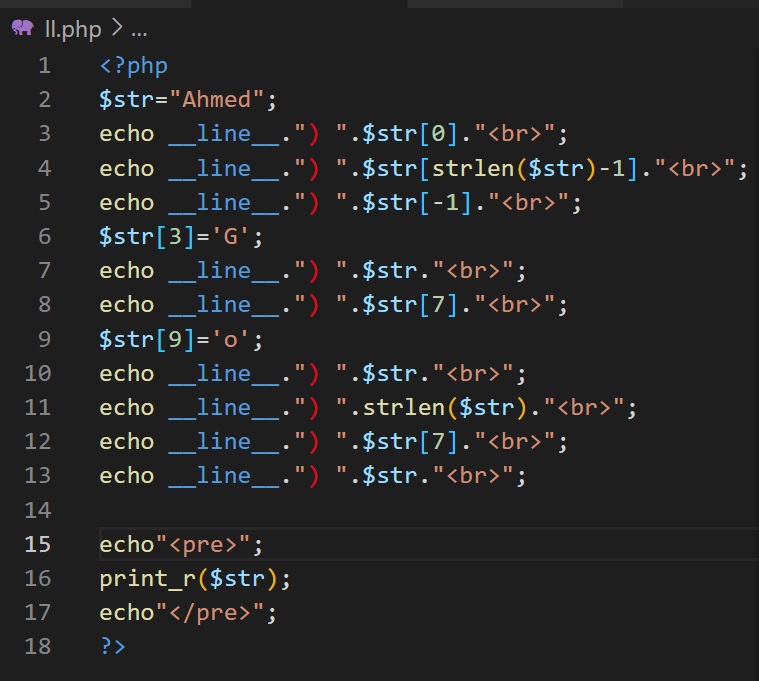 ll.php > ...
1 <?php
2 $str="Ahmed";
3 echo __line__.") ".$str[0]."<br>";
4 echo __line__.") ".$str[strlen($str)-1]."<br>";
5 echo __line__.") ".$str[-1]."<br>";
6 $str[3]='G';
7 echo __line__.") ".$str."<br>";
8 echo __line__.") ".$str[7]."<br>";
9 $str[9]='o';
10 echo __line__.") ".$str."<br>";
11 echo __line__.") ".strlen($str)."<br>";
12 echo __line__.") ".$str[7]."<br>";
13 echo __line__.") ".$str."<br>";
14
15 echo"<pre>";
16 print_r($str);
17 echo"</pre>";
18 ?>